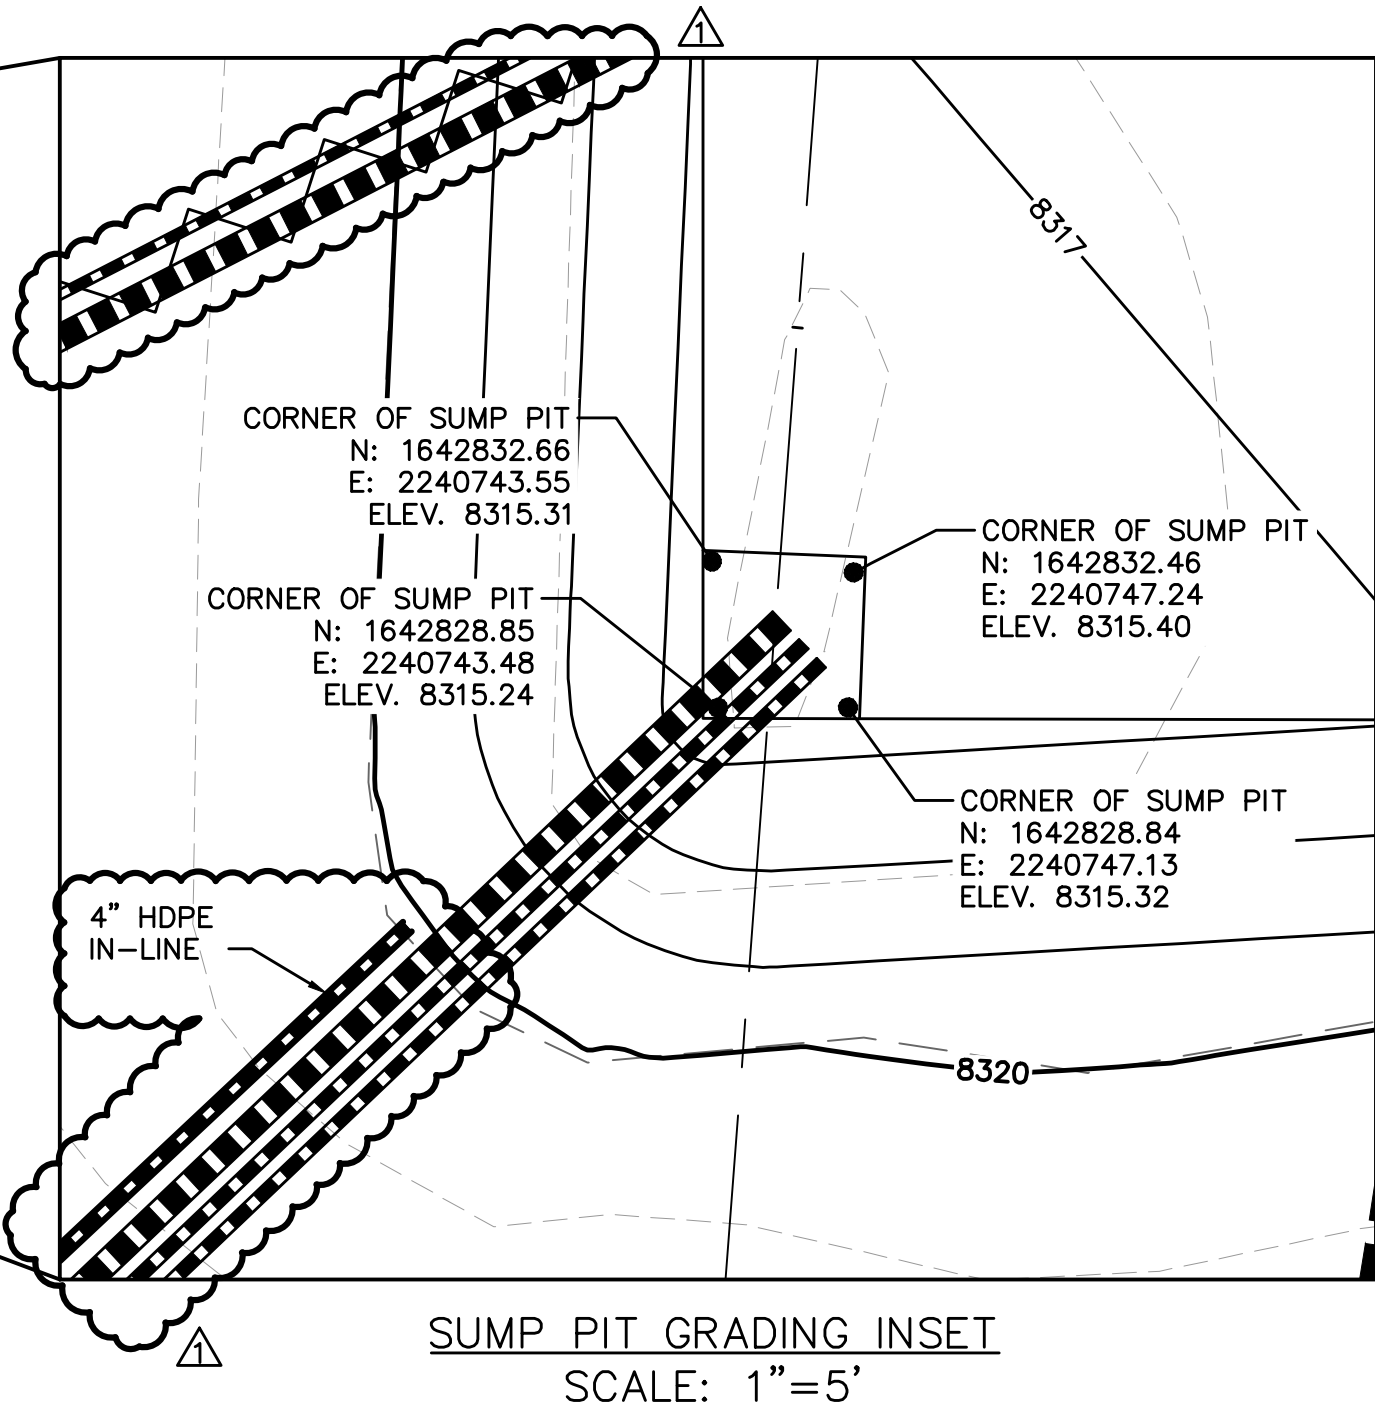 1
8317
CORNER OF SUMP PIT
N: 1642832.66
E: 2240743.55
ELEV. 8315.31
CORNER OF SUMP PIT
N: 1642832.46
E: 2240747.24
ELEV. 8315.40
CORNER OF SUMP PIT
N: 1642828.85
E: 2240743.48
ELEV. 8315.24
CORNER OF SUMP PIT
N: 1642828.84
E: 2240747.13
ELEV. 8315.32
4" HDPE
IN-LINE
8320
1
SUMP PIT GRADING INSET
SCALE: 1"=5'